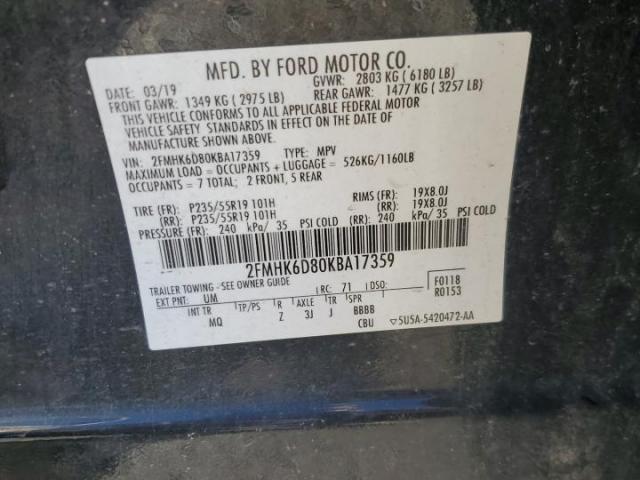 MFD. BY FORD MOTOR CO.
DATE: 03/19 GVWR: 2803 KG ( 6180 LB)
FRONT GAWR: 1349 KG ( 2975 LB) REAR GAWR: 1477 KG ( 3257 LB)
THIS VEHICLE CONFORMS TO ALL APPLICABLE FEDERAL MOTOR
VEHICLE SAFETY STANDARDS IN EFFECT ON THE DATE OF
MANUFACTURE SHOWN ABOVE.
VIN: 2FMHK6D80KBA17359 TYPE: MPV
MAXIMUM LOAD = OCCUPANTS + LUGGAGE = 526KG/1160LB
OCCUPANTS = 7 TOTAL; 2 FRONT, 5 REAR
TIRE (FR): P235/55R19 101H RIMS (FR): 19X8.0J
(RR): P235/55R19 101H (RR): 19X8.0J
PRESSURE (FR): 240 kPa/ 35 PSI COLD (RR): 240 kPa/ 35 PSI COLD
2FMHK6D80KBA17359
TRAILER TOWING - SEE OWNER GUIDE
EXT PNT: UM RC: 71 DSO: F0118
R0153
INT TR TP/PS R AXLE TR SPR
MQ Z 3J J BBBB
CBU ▽5U5A-5420472-AA